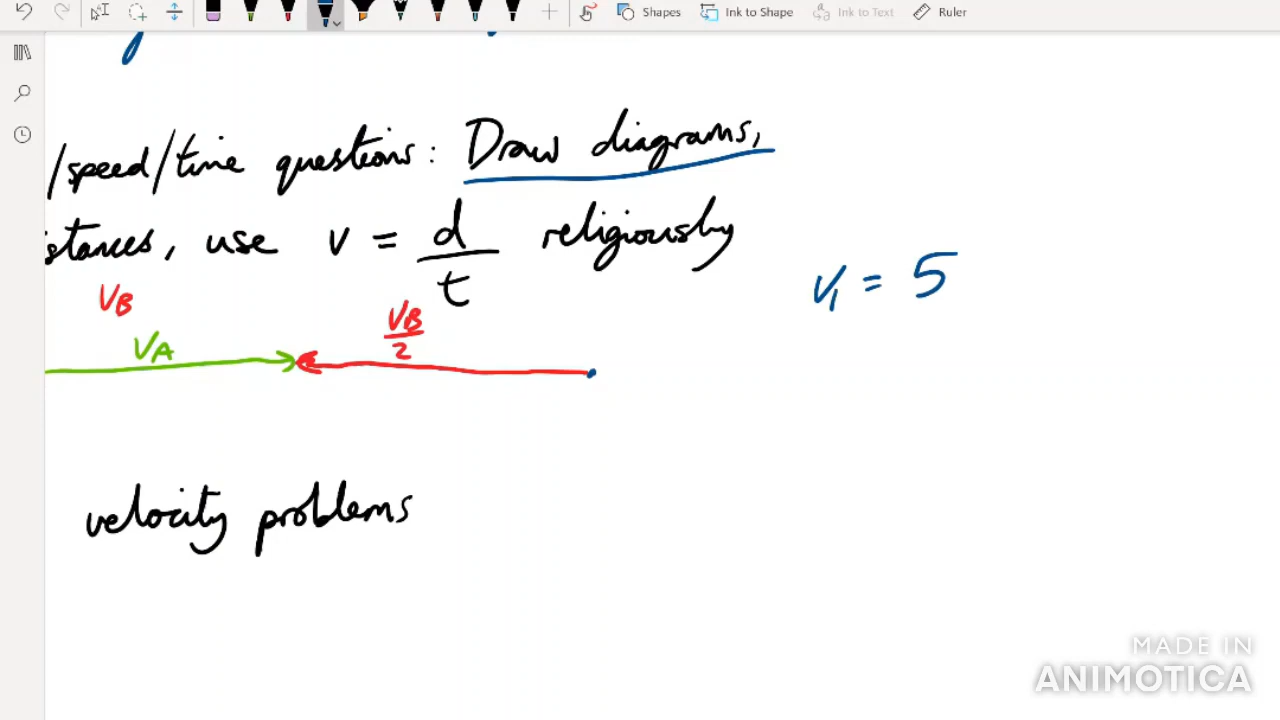 Shapes Ink to Shape Ink to Text Ruler
/speed/time questions: Draw diagrams,
istances, use v = d/t religiously
v₁ = 5
VB
VA
VB/2
velocity problems
MADE IN
ANIMOTICA